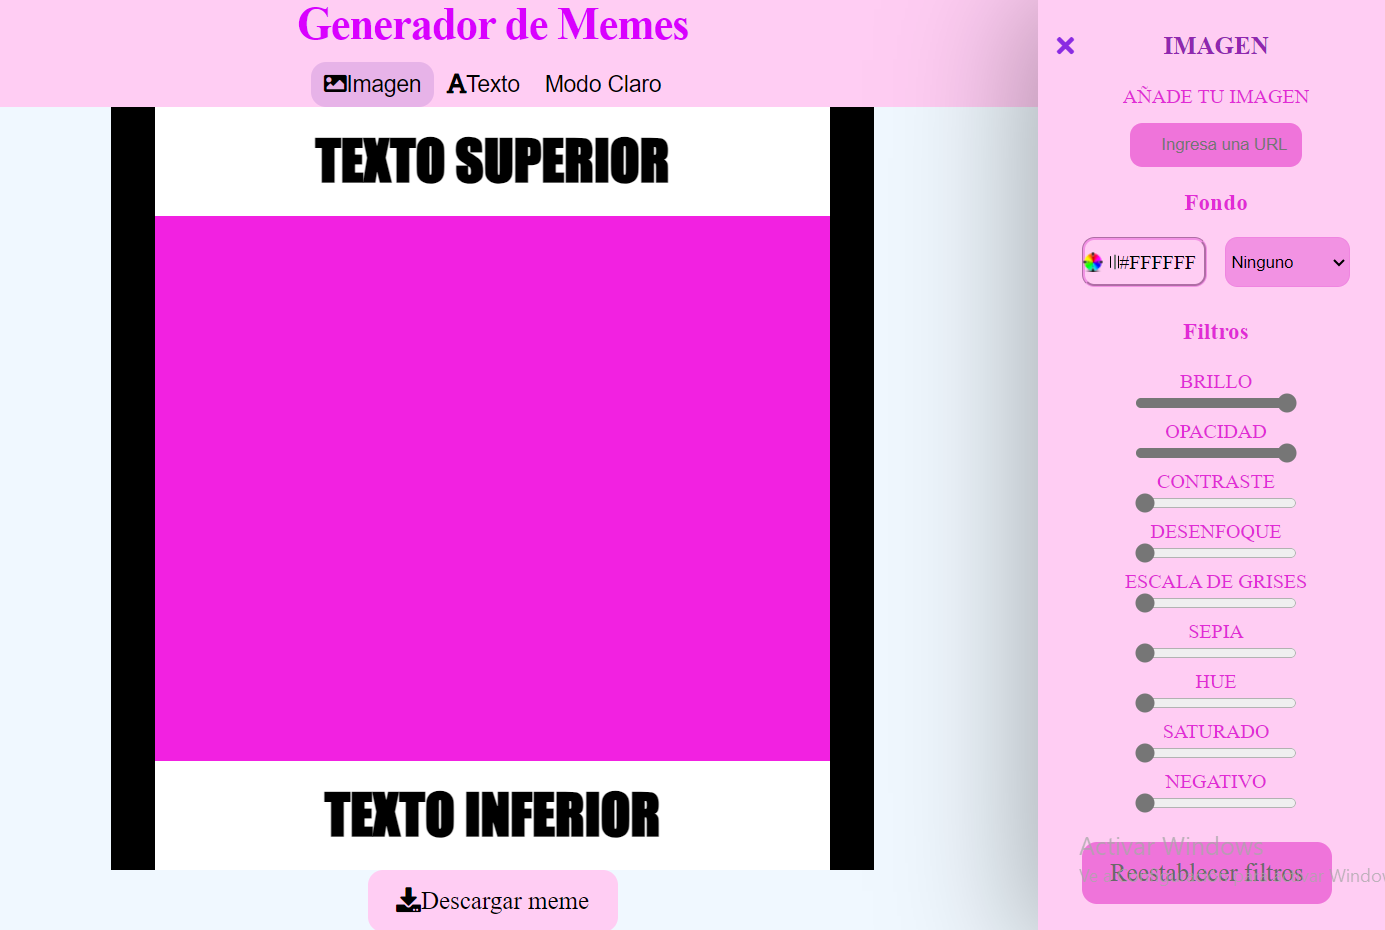 Generador de Memes
Imagen
Texto
Modo Claro
TEXTO SUPERIOR
TEXTO INFERIOR
Descargar meme
IMAGEN
AÑADE TU IMAGEN
Ingresa una URL
Fondo
#FFFFFF
Ninguno
Filtros
BRILLO
OPACIDAD
CONTRASTE
DESENFOQUE
ESCALA DE GRISES
SEPIA
HUE
SATURADO
NEGATIVO
Activar Windows
Reestablecer filtros